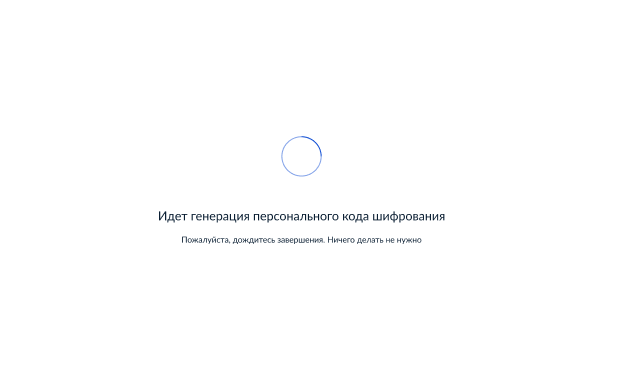 Идет генерация персонального кода шифрования
Пожалуйста, дождитесь завершения. Ничего делать не нужно